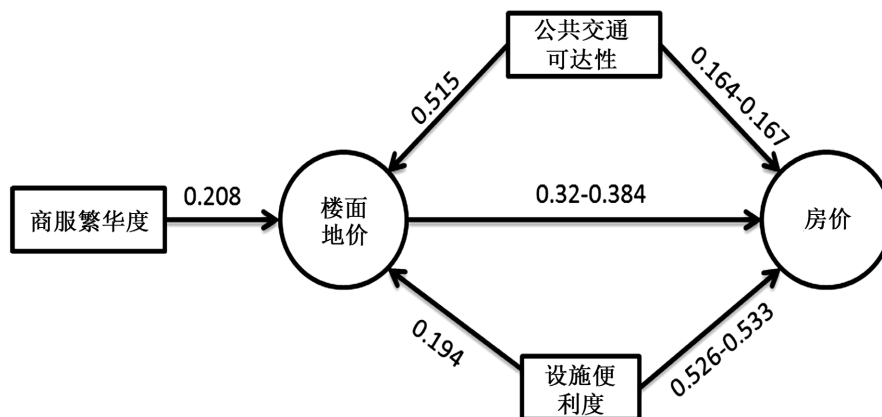 公共交通
可达性
0.515
0.164-0.167
商服繁华度
0.208
楼面
地价
0.32-0.384
房价
0.194
0.526-0.533
设施便
利度